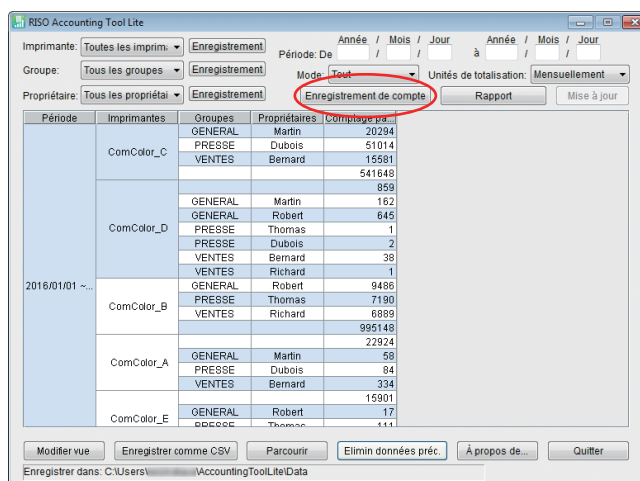 RISO Accounting Tool Lite
Imprimante: Toutes les imprim. Enregistrement Période: De Année / Mois / Jour à Année / Mois / Jour
/ / / /
Groupe: Tous les groupes Enregistrement Mode: Tout Unités de totalisation: Mensuellement
Propriétaire: Tous les propriétai Enregistrement Enregistrement de compte Rapport Mise à jour
Période Imprimantes Groupes Propriétaires Comptage pa...
GENERAL Martin 20294
ComColor_C PRESSE Dubois 51014
VENTES Bernard 15581
541648
859
GENERAL Martin 162
GENERAL Robert 645
ComColor_D PRESSE Thomas 1
PRESSE Dubois 2
VENTES Bernard 38
VENTES Richard 1
2016/01/01 ~... GENERAL Robert 9486
ComColor_B PRESSE Thomas 7190
VENTES Richard 6889
995148
22924
ComColor_A GENERAL Martin 58
PRESSE Dubois 84
VENTES Bernard 334
15901
ComColor_E GENERAL Robert 17
PRESSE Thomas 111
Modifier vue Enregistrer comme CSV Parcourir Elimin données préc. À propos de... Quitter
Enregistrer dans: C:\Users\ \AccountingToolLite\Data